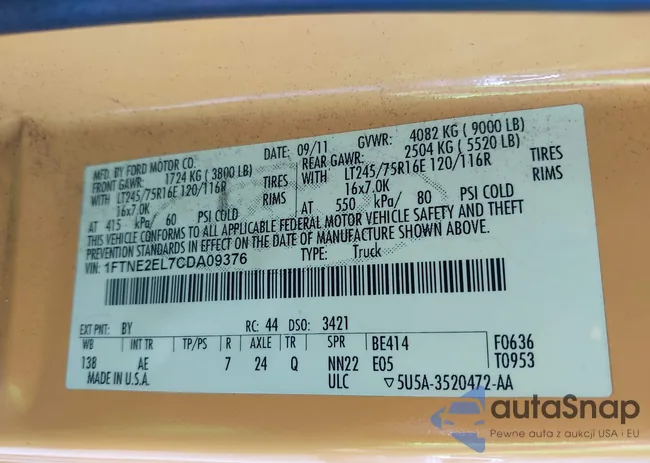 MFD. BY FORD MOTOR CO.
DATE: 09/11 GVWR: 4082 KG ( 9000 LB)
FRONT GAWR: 1724 KG ( 3800 LB) REAR GAWR: 2504 KG ( 5520 LB)
WITH LT245/75R16E 120/116R TIRES WITH LT245/75R16E 120/116R TIRES
16x7.0K RIMS 16x7.0K RIMS
AT 415 kPa/ 60 PSI COLD AT 550 kPa/ 80 PSI COLD
THIS VEHICLE CONFORMS TO ALL APPLICABLE FEDERAL MOTOR VEHICLE SAFETY AND THEFT
PREVENTION STANDARDS IN EFFECT ON THE DATE OF MANUFACTURE SHOWN ABOVE.
VIN: 1FTNE2EL7CDA09376 TYPE: Truck
EXT PNT: BY RC: 44 DSO: 3421
WB INT TR TP/PS R AXLE TR SPR BE414 F0636
138 AE 7 24 Q NN22 E05 T0953
MADE IN U.S.A. ULC ▽5U5A-3520472-AA
autoSnap
Pewne auta z aukcji USA i EU